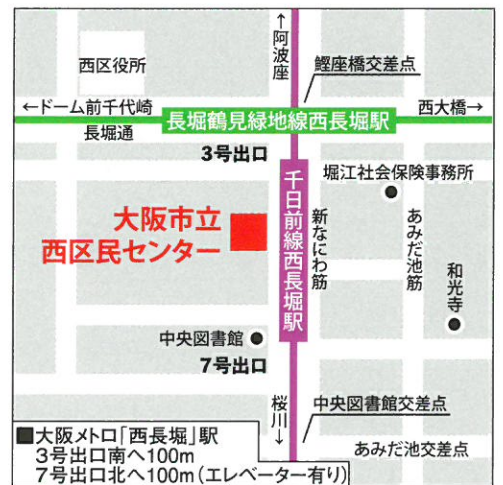 ↑阿波座
西区役所
鰹座橋交差点
←ドーム前千代崎
西大橋→
長堀鶴見緑地線西長堀駅
長堀通
3号出口
堀江社会保険事務所
千日前線西長堀駅
新なにわ筋
あみだ池筋
大阪市立
西区民センター
和光寺
中央図書館
7号出口
桜川→
中央図書館交差点
あみだ池交差点
■大阪メトロ「西長堀」駅
3号出口南へ100m
7号出口北へ100m(エレベーター有り)